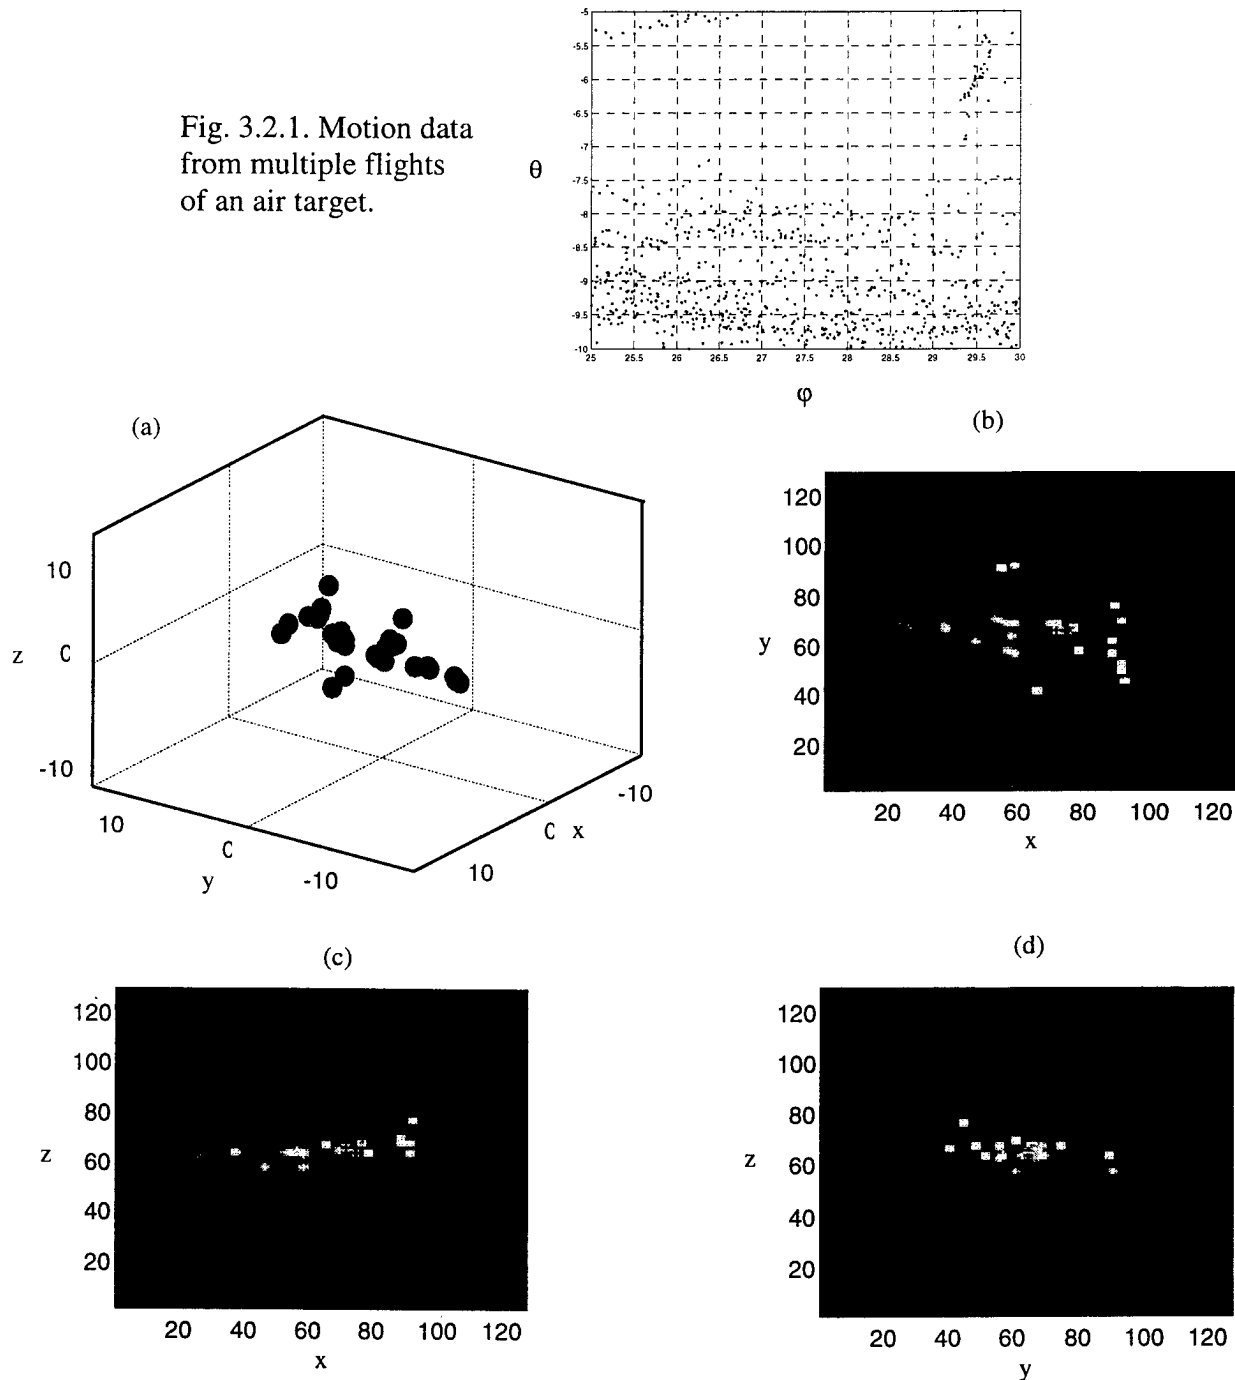 Fig. 3.2.1. Motion data
from multiple flights
of an air target.
θ
-5
-5.5
-6
-6.5
-7
-7.5
-8
-8.5
-9
-9.5
-10
25 25.5 26 26.5 27 27.5 28 28.5 29 29.5 30
φ
(a)
z
10
0
-10
10
0
-10
y
10
0
-10
x
(b)
y
120
100
80
60
40
20
20 40 60 80 100 120
x
(c)
z
120
100
80
60
40
20
20 40 60 80 100 120
x
(d)
z
120
100
80
60
40
20
20 40 60 80 100 120
y